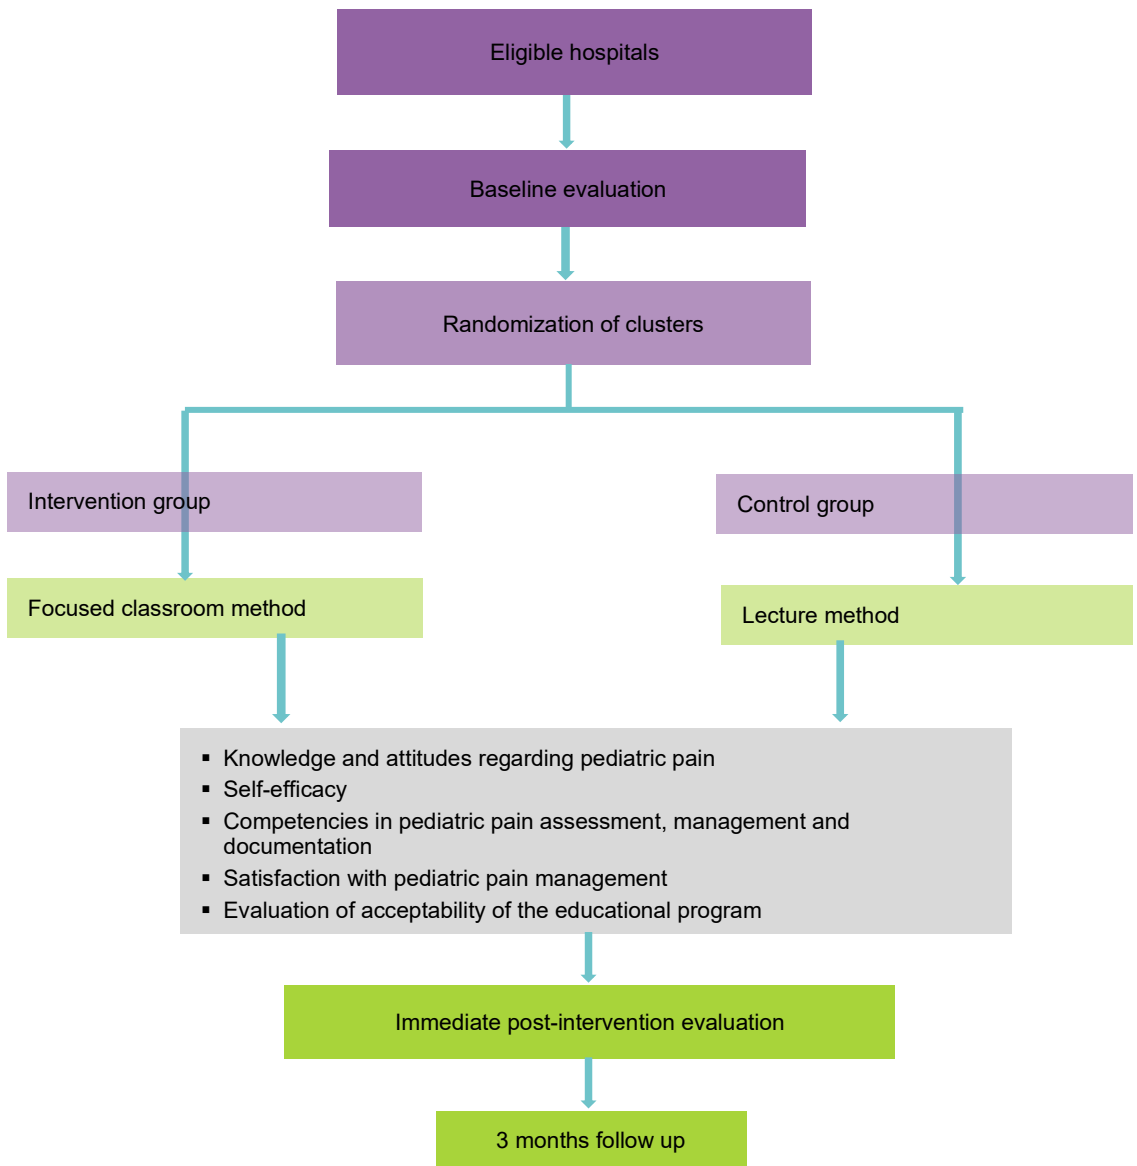 Eligible hospitals
Baseline evaluation
Randomization of clusters
Intervention group
Control group
Focused classroom method
Lecture method
▪ Knowledge and attitudes regarding pediatric pain
▪ Self-efficacy
▪ Competencies in pediatric pain assessment, management and
documentation
▪ Satisfaction with pediatric pain management
▪ Evaluation of acceptability of the educational program
Immediate post-intervention evaluation
3 months follow up